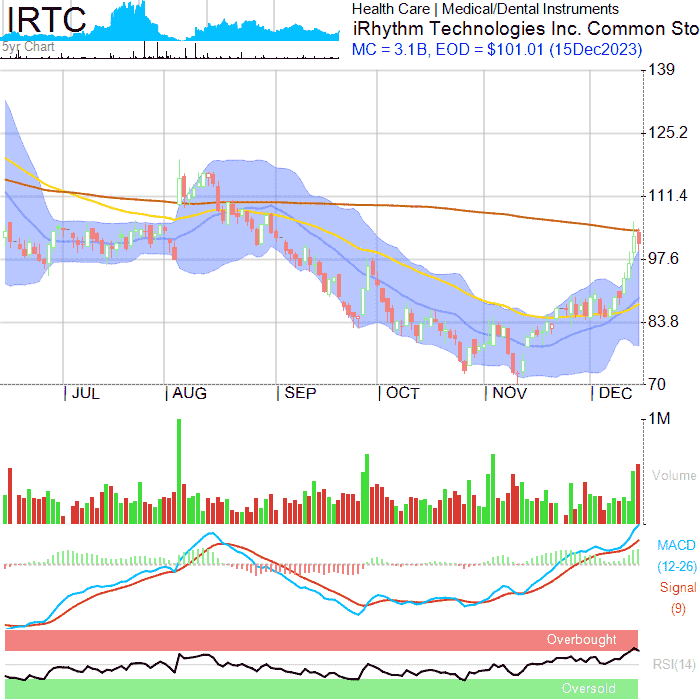 IRTC
5yr Chart
Health Care | Medical/Dental Instruments
iRhythm Technologies Inc. Common Sto
MC = 3.1B, EOD = $101.01 (15Dec2023)
139
125.2
111.4
97.6
83.8
70
JUL AUG SEP OCT NOV DEC
1M
Volume
MACD
(12-26)
Signal
(9)
Overbought
RSI(14)
Oversold